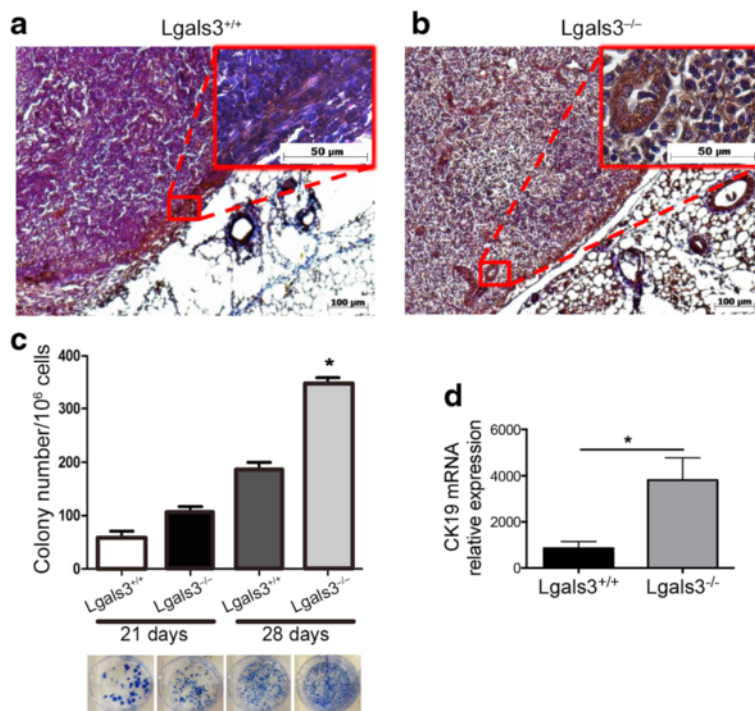 a
Lgals3+/+
50 µm
100 µm
b
Lgals3–/–
50 µm
100 µm
c
Colony number/10⁶ cells
400
300
200
100
0
*
Lgals3+/+
Lgals3–/–
Lgals3+/+
Lgals3–/–
21 days
28 days
d
CK19 mRNA
relative expression
6000
4000
2000
0
*
Lgals3+/+
Lgals3-/-